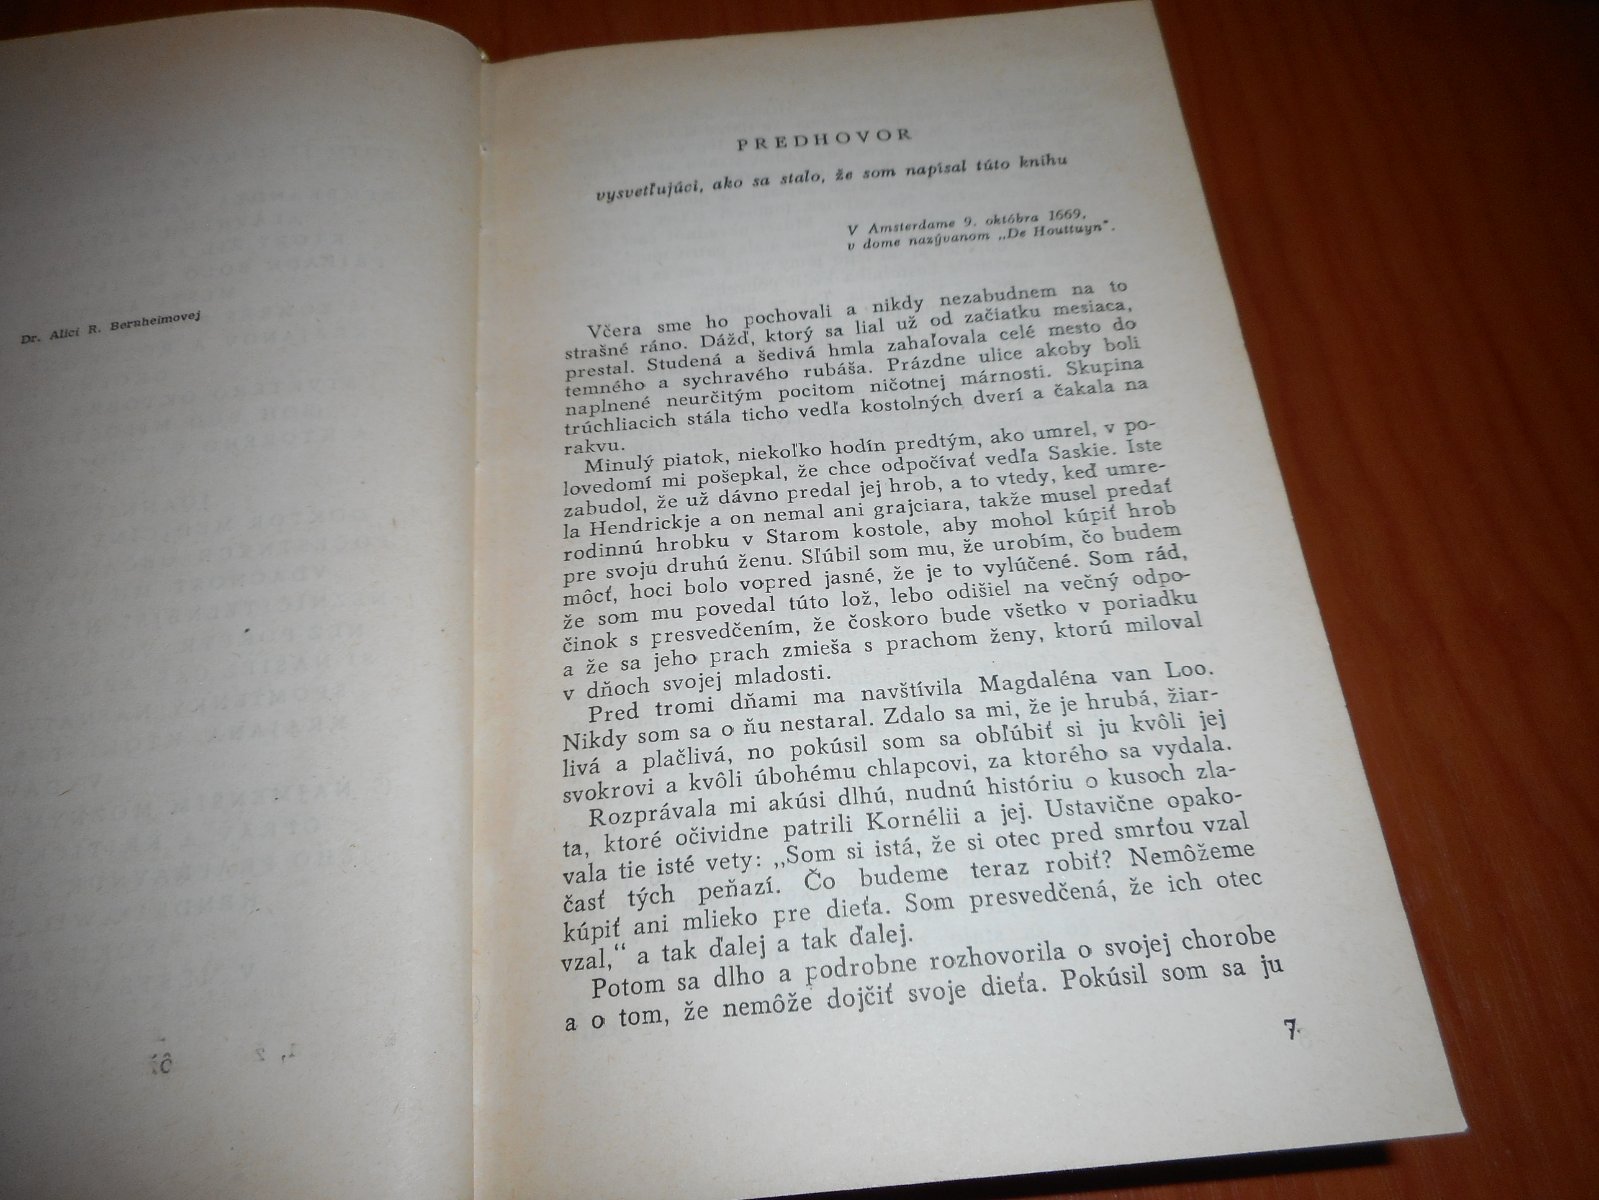 Dr. Alici R. Bernheimovej
PREDHOVOR
vysvetľujúci, ako sa stalo, že som napísal túto knihu
V Amsterdame 9. októbra 1669,
v dome nazývanom „De Houttuyn".
Včera sme ho pochovali a nikdy nezabudnem na to
strašné ráno. Dážď, ktorý sa lial už od začiatku mesiaca,
prestal. Studená a šedivá hmla zahaľovala celé mesto do
temného a sychravého rubáša. Prázdne ulice akoby boli
naplnené neurčitým pocitom ničotnej márnosti. Skupina
trúchliacich stála ticho vedľa kostolných dverí a čakala na
rakvu.
Minulý piatok, niekoľko hodín predtým, ako umrel, v po-
lovedomí mi pošepkal, že chce odpočívať vedľa Saskie. Iste
zabudol, že už dávno predal jej hrob, a to vtedy, keď umre-
la Hendrickje a on nemal ani grajciara, takže musel predať
rodinnú hrobku v Starom kostole, aby mohol kúpiť hrob
pre svoju druhú ženu. Sľúbil som mu, že urobím, čo budem
môcť, hoci bolo vopred jasné, že je to vylúčené. Som rád,
že som mu povedal túto lož, lebo odišiel na večný odpo-
činok s presvedčením, že čoskoro bude všetko v poriadku
a že sa jeho prach zmieša s prachom ženy, ktorú miloval
v dňoch svojej mladosti.
Pred tromi dňami ma navštívila Magdaléna van Loo.
Nikdy som sa o ňu nestaral. Zdalo sa mi, že je hrubá, žiar-
livá a plačlivá, no pokúsil som sa obľúbiť si ju kvôli jej
svokrovi a kvôli úbohému chlapcovi, za ktorého sa vydala.
Rozprávala mi akúsi dlhú, nudnú históriu o kusoch zla-
ta, ktoré očividne patrili Kornélii a jej. Ustavične opako-
vala tie isté vety: „Som si istá, že si otec pred smrťou vzal
časť tých peňazí. Čo budeme teraz robiť? Nemôžeme
kúpiť ani mlieko pre dieťa. Som presvedčená, že ich otec
vzal,“ a tak ďalej a tak ďalej.
Potom sa dlho a podrobne rozhovorila o svojej chorobe
a o tom, že nemôže dojčiť svoje dieťa. Pokúsil som sa ju
7